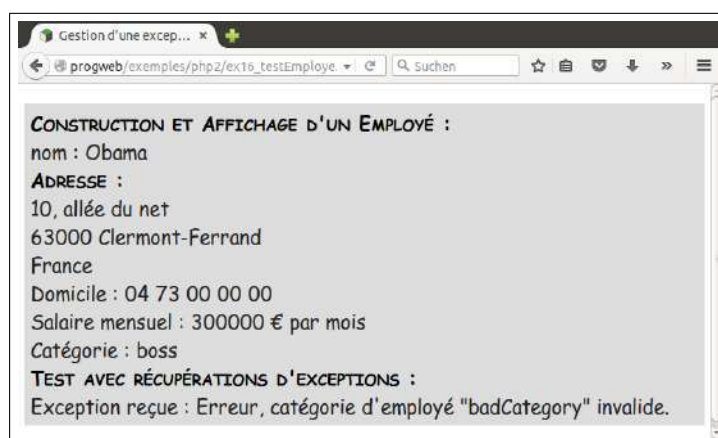 Gestion d'une excep... ×
progweb/exemples/php2/ex16_testEmploye.
Suchen
»
CONSTRUCTION ET AFFICHAGE D'UN EMPLOYÉ :
nom : Obama
ADRESSE :
10, allée du net
63000 Clermont-Ferrand
France
Domicile : 04 73 00 00 00
Salaire mensuel : 300000 € par mois
Catégorie : boss
TEST AVEC RÉCUPÉRATIONS D'EXCEPTIONS :
Exception reçue : Erreur, catégorie d'employé "badCategory" invalide.